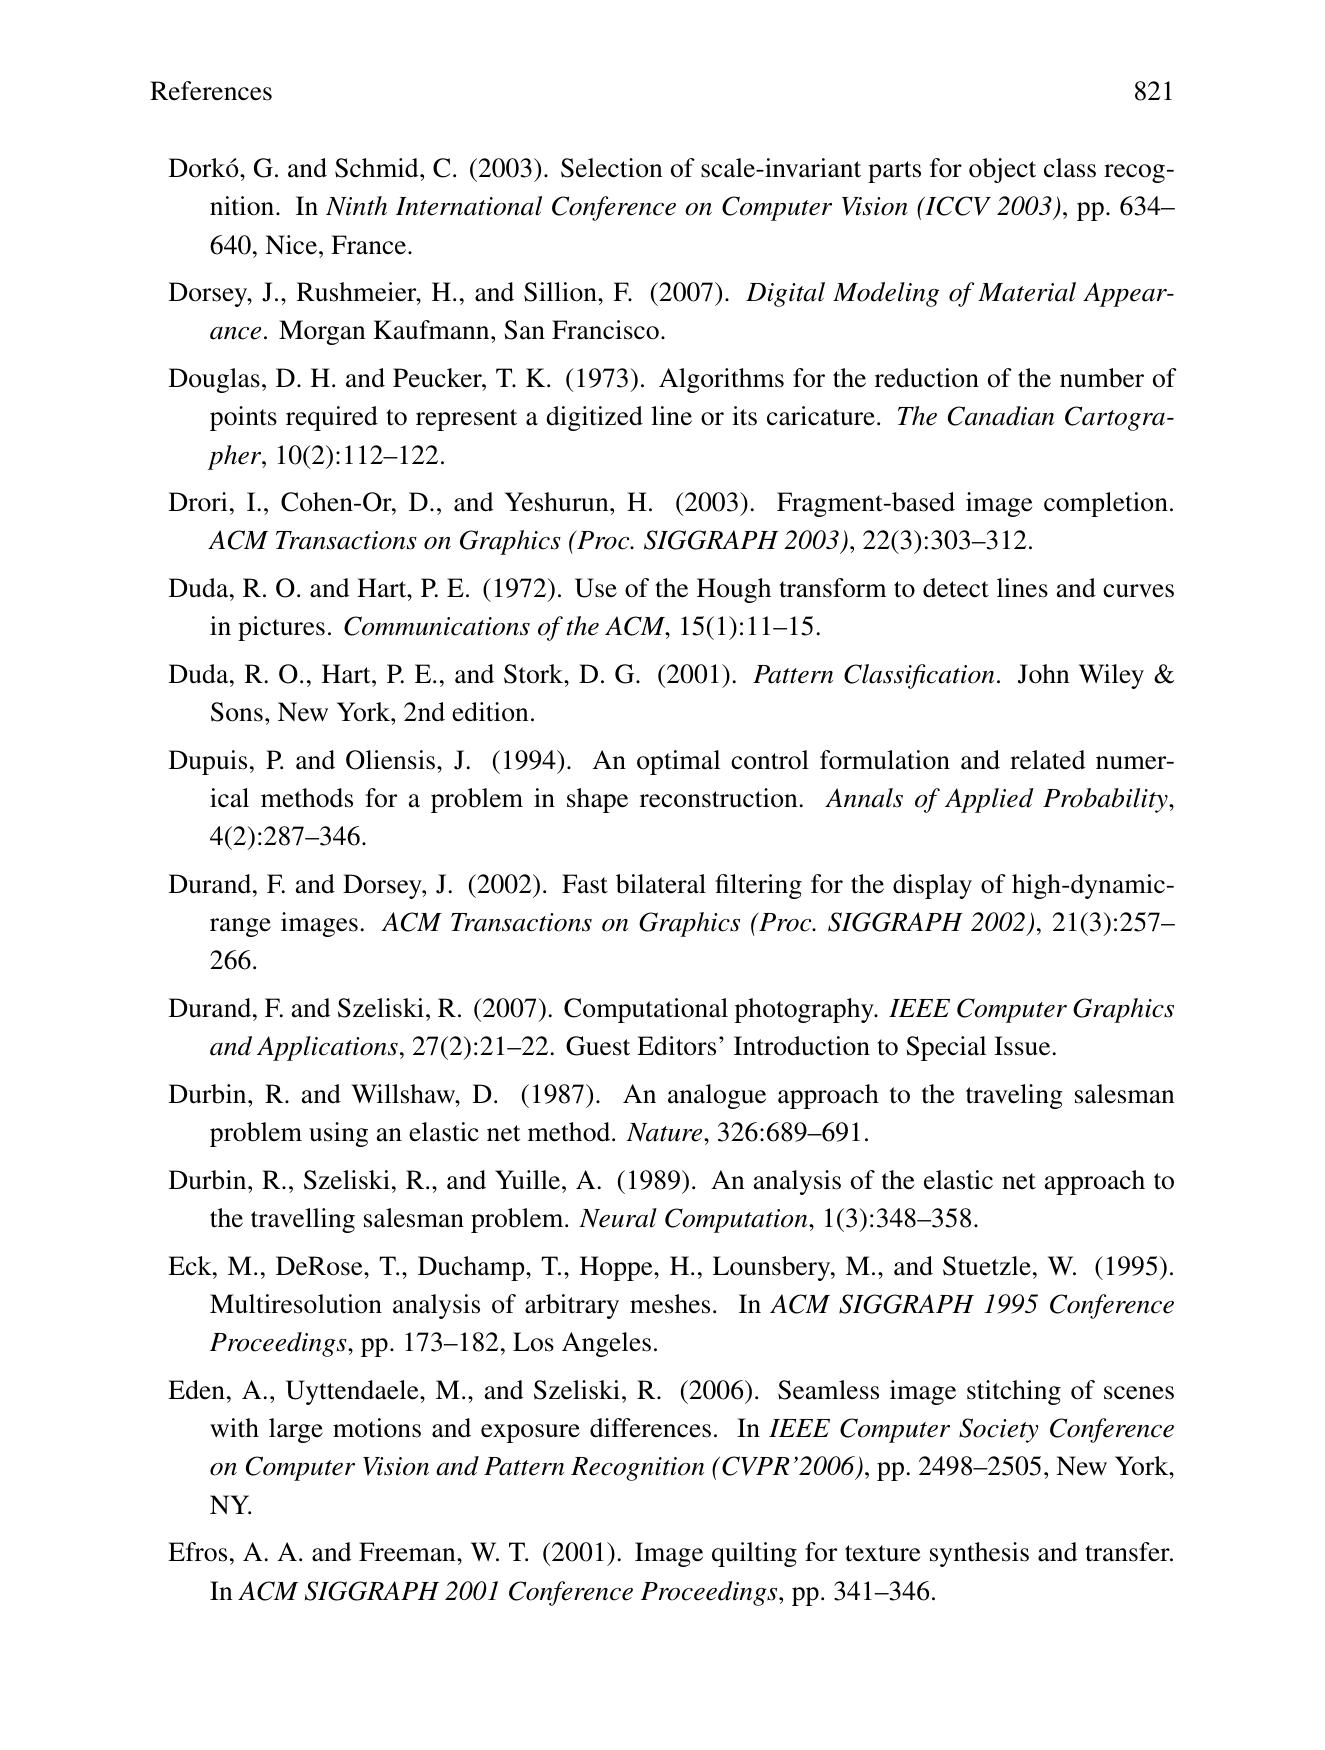 References 821
Dorkó, G. and Schmid, C. (2003). Selection of scale-invariant parts for object class recog-
nition. In Ninth International Conference on Computer Vision (ICCV 2003), pp. 634–
640, Nice, France.
Dorsey, J., Rushmeier, H., and Sillion, F. (2007). Digital Modeling of Material Appear-
ance. Morgan Kaufmann, San Francisco.
Douglas, D. H. and Peucker, T. K. (1973). Algorithms for the reduction of the number of
points required to represent a digitized line or its caricature. The Canadian Cartogra-
pher, 10(2):112–122.
Drori, I., Cohen-Or, D., and Yeshurun, H. (2003). Fragment-based image completion.
ACM Transactions on Graphics (Proc. SIGGRAPH 2003), 22(3):303–312.
Duda, R. O. and Hart, P. E. (1972). Use of the Hough transform to detect lines and curves
in pictures. Communications of the ACM, 15(1):11–15.
Duda, R. O., Hart, P. E., and Stork, D. G. (2001). Pattern Classification. John Wiley &
Sons, New York, 2nd edition.
Dupuis, P. and Oliensis, J. (1994). An optimal control formulation and related numer-
ical methods for a problem in shape reconstruction. Annals of Applied Probability,
4(2):287–346.
Durand, F. and Dorsey, J. (2002). Fast bilateral filtering for the display of high-dynamic-
range images. ACM Transactions on Graphics (Proc. SIGGRAPH 2002), 21(3):257–
266.
Durand, F. and Szeliski, R. (2007). Computational photography. IEEE Computer Graphics
and Applications, 27(2):21–22. Guest Editors’ Introduction to Special Issue.
Durbin, R. and Willshaw, D. (1987). An analogue approach to the traveling salesman
problem using an elastic net method. Nature, 326:689–691.
Durbin, R., Szeliski, R., and Yuille, A. (1989). An analysis of the elastic net approach to
the travelling salesman problem. Neural Computation, 1(3):348–358.
Eck, M., DeRose, T., Duchamp, T., Hoppe, H., Lounsbery, M., and Stuetzle, W. (1995).
Multiresolution analysis of arbitrary meshes. In ACM SIGGRAPH 1995 Conference
Proceedings, pp. 173–182, Los Angeles.
Eden, A., Uyttendaele, M., and Szeliski, R. (2006). Seamless image stitching of scenes
with large motions and exposure differences. In IEEE Computer Society Conference
on Computer Vision and Pattern Recognition (CVPR’2006), pp. 2498–2505, New York,
NY.
Efros, A. A. and Freeman, W. T. (2001). Image quilting for texture synthesis and transfer.
In ACM SIGGRAPH 2001 Conference Proceedings, pp. 341–346.